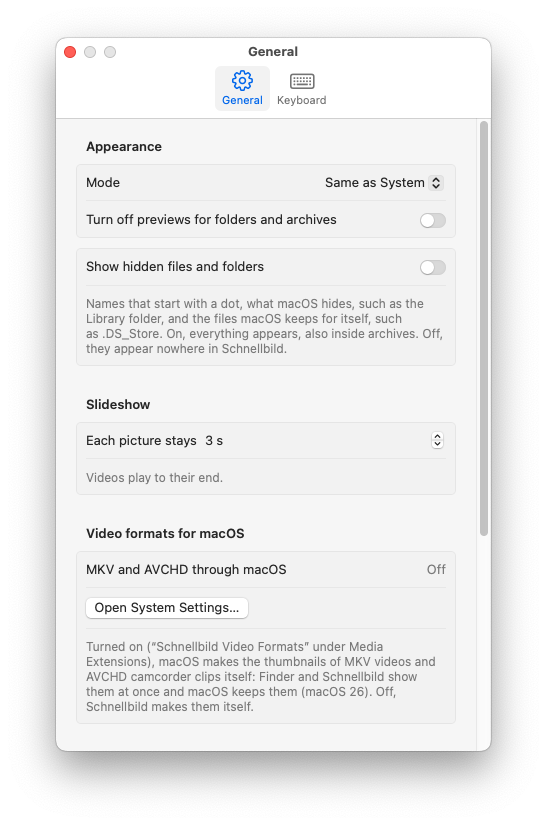 General
General
Keyboard
Appearance
Mode
Same as System
Turn off previews for folders and archives
Show hidden files and folders
Names that start with a dot, what macOS hides, such as the
Library folder, and the files macOS keeps for itself, such
as .DS_Store. On, everything appears, also inside archives. Off,
they appear nowhere in Schnellbild.
Slideshow
Each picture stays 3 s
Videos play to their end.
Video formats for macOS
MKV and AVCHD through macOS
Off
Open System Settings...
Turned on (“Schnellbild Video Formats” under Media
Extensions), macOS makes the thumbnails of MKV videos and
AVCHD camcorder clips itself: Finder and Schnellbild show
them at once and macOS keeps them (macOS 26). Off,
Schnellbild makes them itself.